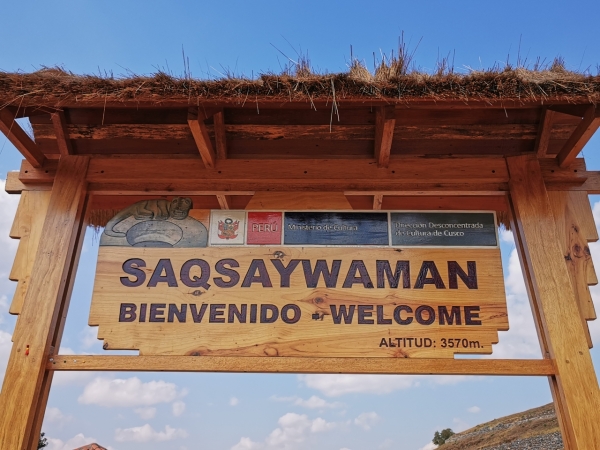 PERÚ Ministerio de Cultura Dirección Desconcentrada
de Cultura de Cusco
SAQSAYWAMAN
BIENVENIDO - WELCOME
ALTITUD: 3570m.